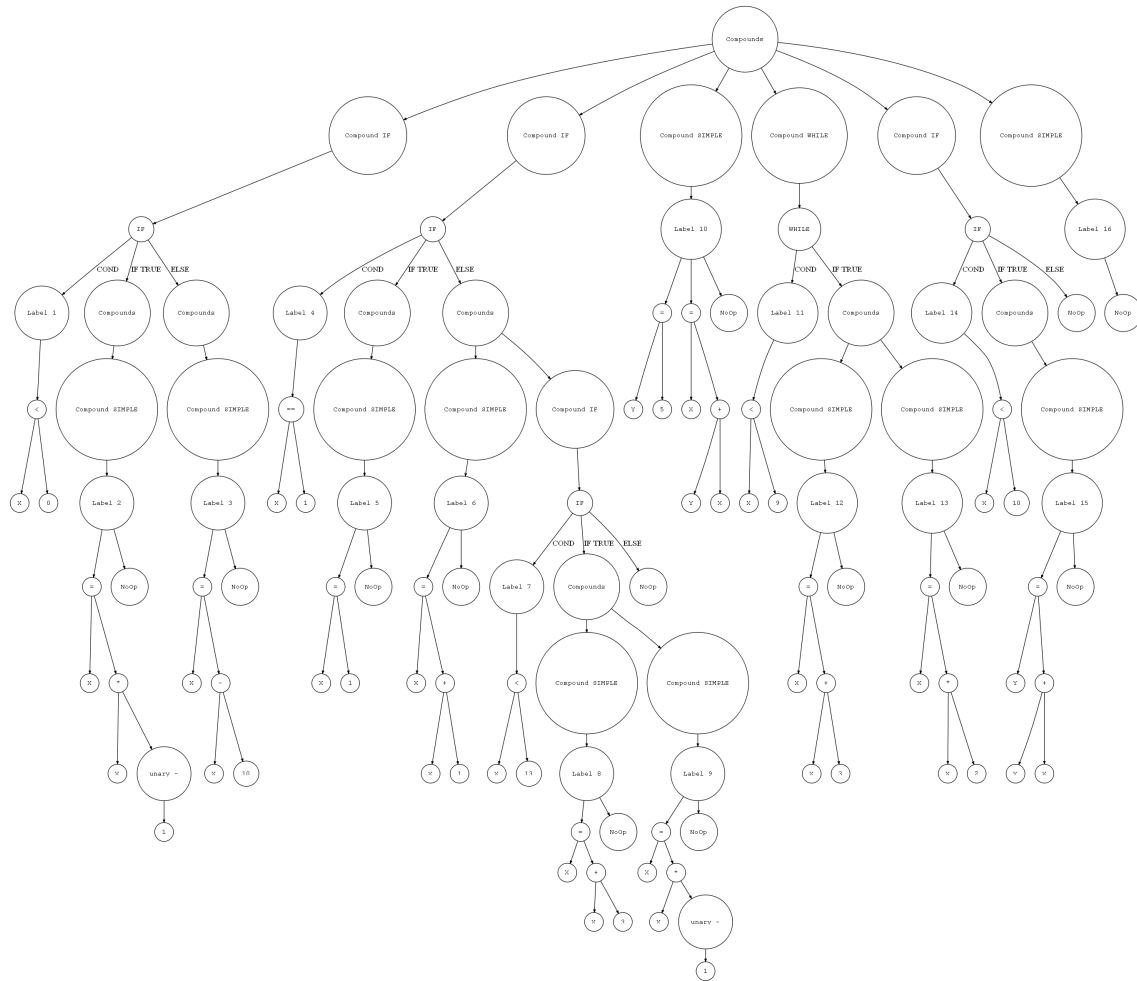 Compounds
Compound IF
Compound IF
Compound SIMPLE
Compound WHILE
Compound IF
Compound SIMPLE
IF
IF
Label 10
WHILE
IF
Label 16
COND
IF TRUE
ELSE
COND
IF TRUE
ELSE
COND
IF TRUE
COND
IF TRUE
ELSE
Label 1
Compounds
Compounds
Label 4
Compounds
Compounds
=
=
NoOp
Label 11
Compounds
Label 14
Compounds
NoOp
NoOp
<
Compound SIMPLE
Compound SIMPLE
==
Compound SIMPLE
Compound SIMPLE
Compound IF
Y
5
X
+
<
Compound SIMPLE
Compound SIMPLE
<
Compound SIMPLE
X
0
Label 2
Label 3
X
1
Label 5
Label 6
IF
Y
X
X
9
Label 12
Label 13
X
10
Label 15
COND
IF TRUE
ELSE
=
NoOp
=
NoOp
=
NoOp
=
NoOp
Label 7
Compounds
NoOp
=
NoOp
=
NoOp
=
NoOp
X
*
X
-
X
1
X
+
<
Compound SIMPLE
Compound SIMPLE
X
+
X
*
Y
+
X
unary -
X
10
X
1
X
13
Label 8
Label 9
X
3
X
2
Y
X
1
=
NoOp
=
NoOp
X
+
X
*
X
3
X
unary -
1